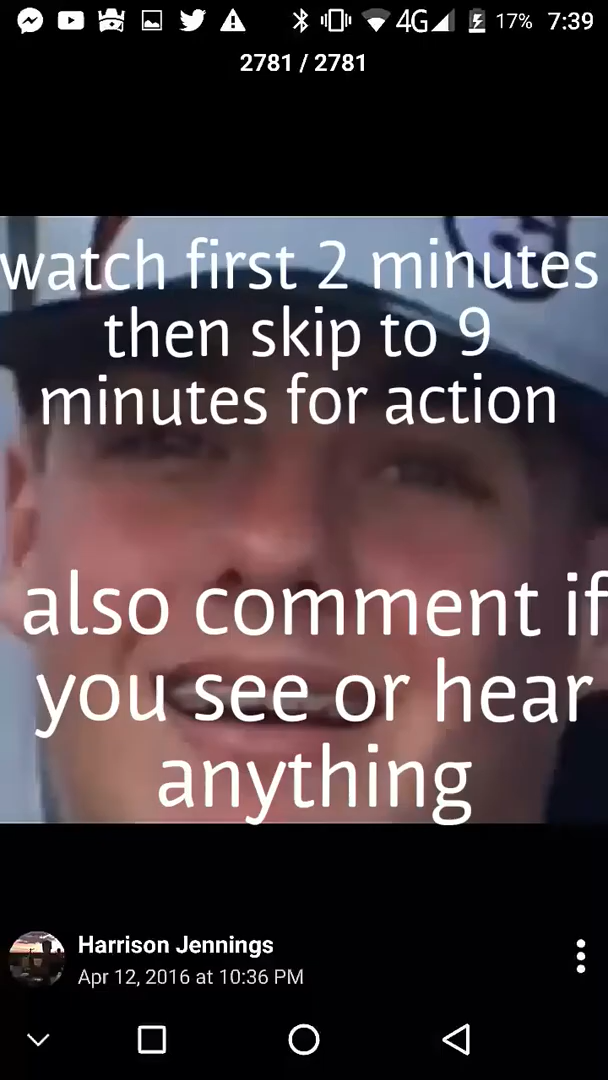 4G 17% 7:39
2781 / 2781
watch first 2 minutes
then skip to 9
minutes for action
also comment if
you see or hear
anything
Harrison Jennings
Apr 12, 2016 at 10:36 PM